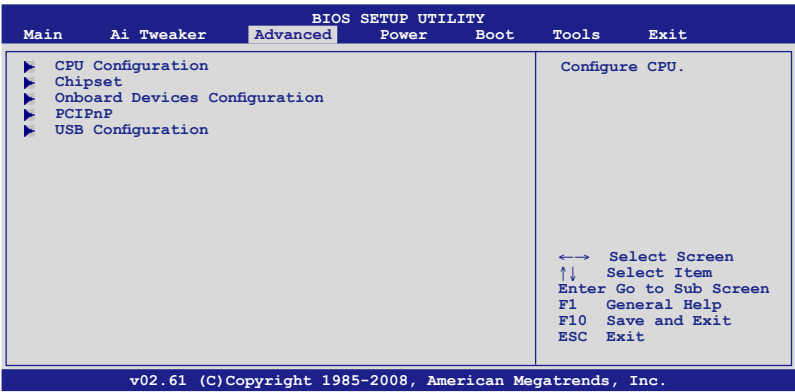 BIOS SETUP UTILITY
Main Ai Tweaker Advanced Power Boot Tools Exit
CPU Configuration
Chipset
Onboard Devices Configuration
PCIPnP
USB Configuration
Configure CPU.
←→ Select Screen
↑↓ Select Item
Enter Go to Sub Screen
F1 General Help
F10 Save and Exit
ESC Exit
v02.61 (C)Copyright 1985-2008, American Megatrends, Inc.